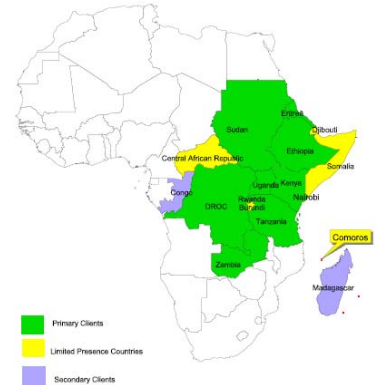 Eritrea
Djibouti
Sudan
Ethiopia
Central African Republic
Somalia
Uganda
Kenya
Congo
Rwanda
Nairobi
DROC
Burundi
Tanzania
Comoros
Zambia
Madagascar
Primary Clients
Limited Presence Countries
Secondary Clients